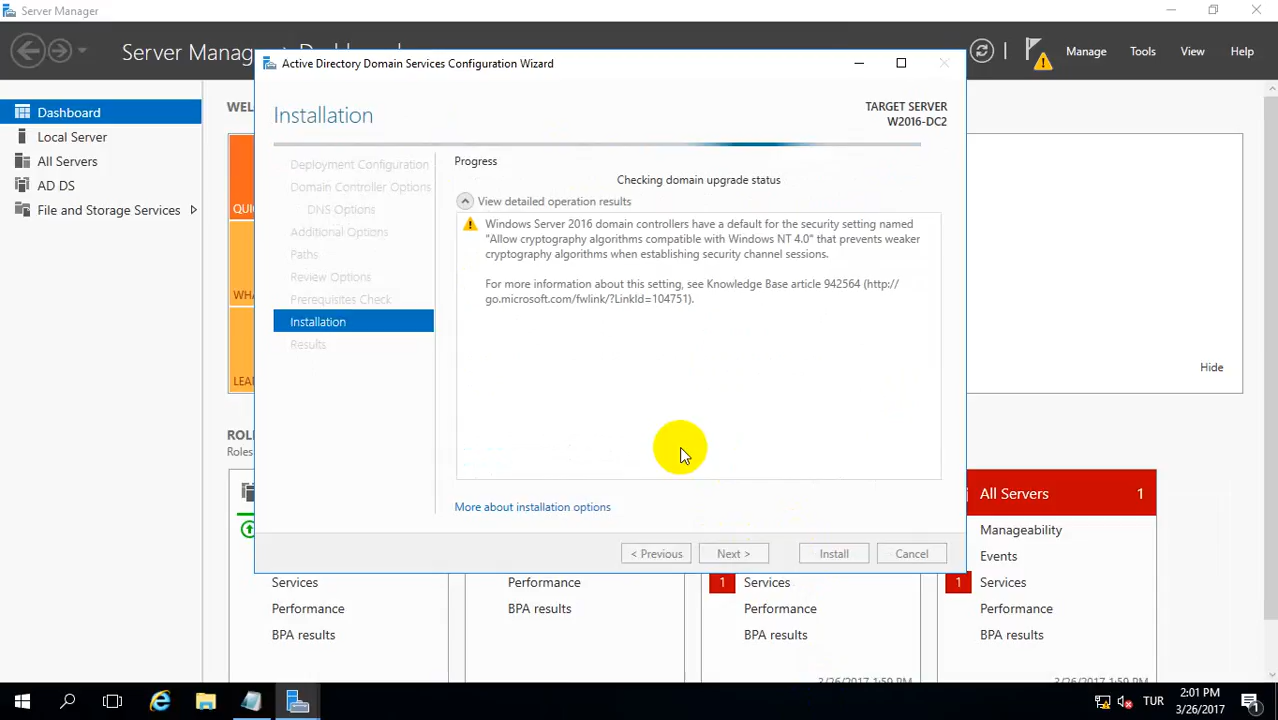 Server Manager
Server Manag
Dashboard
Manage
Tools
View
Help
Dashboard
Local Server
All Servers
AD DS
File and Storage Services
WEL
QUI
WHA
LEA
Hide
ROL
Roles
Active Directory Domain Services Configuration Wizard
Installation
TARGET SERVER
W2016-DC2
Deployment Configuration
Domain Controller Options
DNS Options
Additional Options
Paths
Review Options
Prerequisites Check
Installation
Results
Progress
Checking domain upgrade status
View detailed operation results
Windows Server 2016 domain controllers have a default for the security setting named
"Allow cryptography algorithms compatible with Windows NT 4.0" that prevents weaker
cryptography algorithms when establishing security channel sessions.
For more information about this setting, see Knowledge Base article 942564 (http://
go.microsoft.com/fwlink/?LinkId=104751).
More about installation options
< Previous
Next >
Install
Cancel
All Servers 1
Manageability
Events
Services
Performance
BPA results
Performance
BPA results
1 Services
Performance
BPA results
1 Services
Performance
BPA results
3/26/2017 1:59 PM
3/26/2017 1:59 PM
TUR
2:01 PM
3/26/2017
1